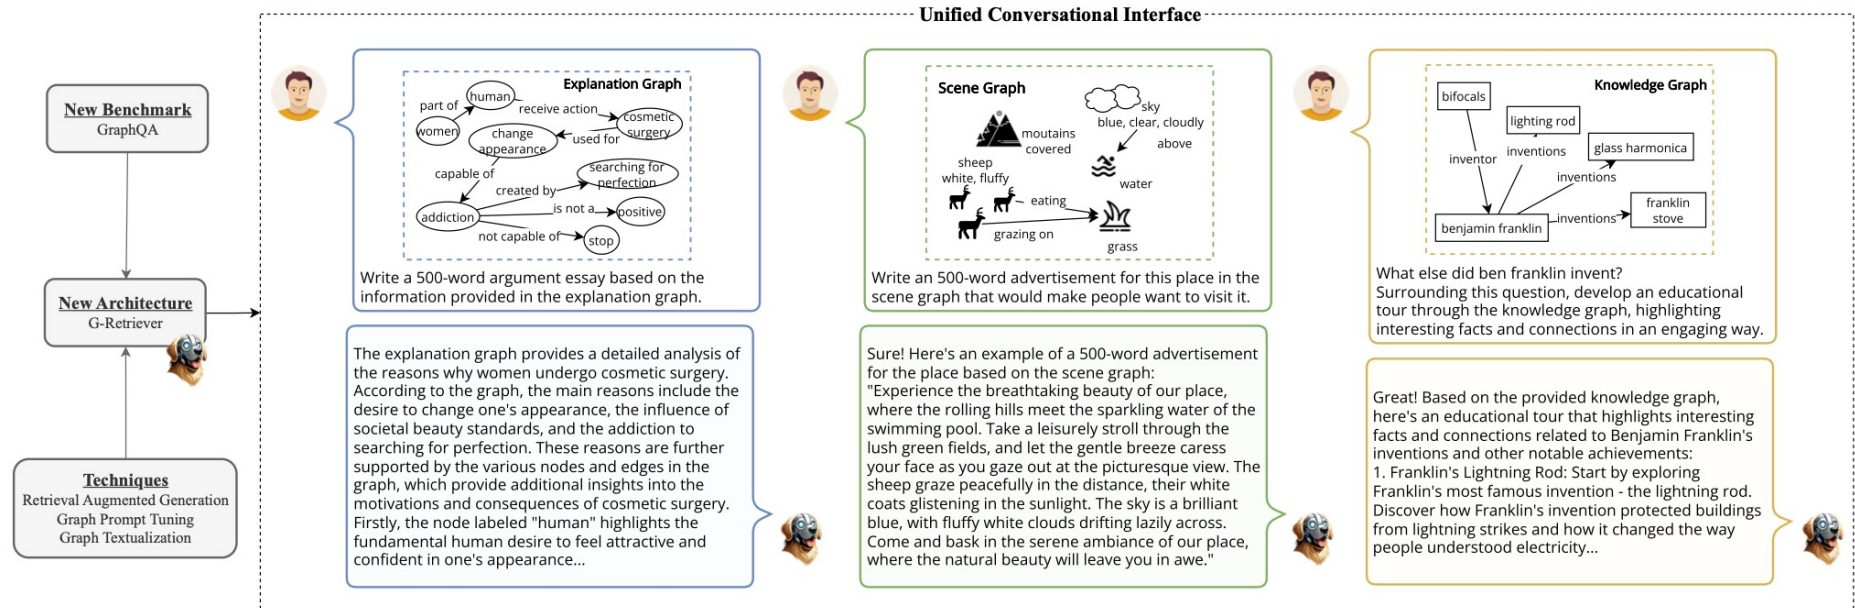 Unified Conversational Interface
New Benchmark
GraphQA
New Architecture
G-Retriever
Techniques
Retrieval Augmented Generation
Graph Prompt Tuning
Graph Textualization
Explanation Graph
human
part of
receive action
women
cosmetic
surgery
change
appearance
used for
capable of
searching for
perfection
created by
addiction
is not a
positive
not capable of
stop
Write a 500-word argument essay based on the
information provided in the explanation graph.
The explanation graph provides a detailed analysis of
the reasons why women undergo cosmetic surgery.
According to the graph, the main reasons include the
desire to change one's appearance, the influence of
societal beauty standards, and the addiction to
searching for perfection. These reasons are further
supported by the various nodes and edges in the
graph, which provide additional insights into the
motivations and consequences of cosmetic surgery.
Firstly, the node labeled "human" highlights the
fundamental human desire to feel attractive and
confident in one's appearance...
Scene Graph
sky
blue, clear, cloudly
above
moutains
covered
sheep
white, fluffy
water
eating
grazing on
grass
Write an 500-word advertisement for this place in the
scene graph that would make people want to visit it.
Sure! Here's an example of a 500-word advertisement
for the place based on the scene graph:
"Experience the breathtaking beauty of our place,
where the rolling hills meet the sparkling water of the
swimming pool. Take a leisurely stroll through the
lush green fields, and let the gentle breeze caress
your face as you gaze out at the picturesque view. The
sheep graze peacefully in the distance, their white
coats glistening in the sunlight. The sky is a brilliant
blue, with fluffy white clouds drifting lazily across.
Come and bask in the serene ambiance of our place,
where the natural beauty will leave you in awe."
Knowledge Graph
bifocals
lighting rod
glass harmonica
inventor
inventions
inventions
franklin
stove
inventions
benjamin franklin
What else did ben franklin invent?
Surrounding this question, develop an educational
tour through the knowledge graph, highlighting
interesting facts and connections in an engaging way.
Great! Based on the provided knowledge graph,
here's an educational tour that highlights interesting
facts and connections related to Benjamin Franklin's
inventions and other notable achievements:
1. Franklin's Lightning Rod: Start by exploring
Franklin's most famous invention - the lightning rod.
Discover how Franklin's invention protected buildings
from lightning strikes and how it changed the way
people understood electricity...